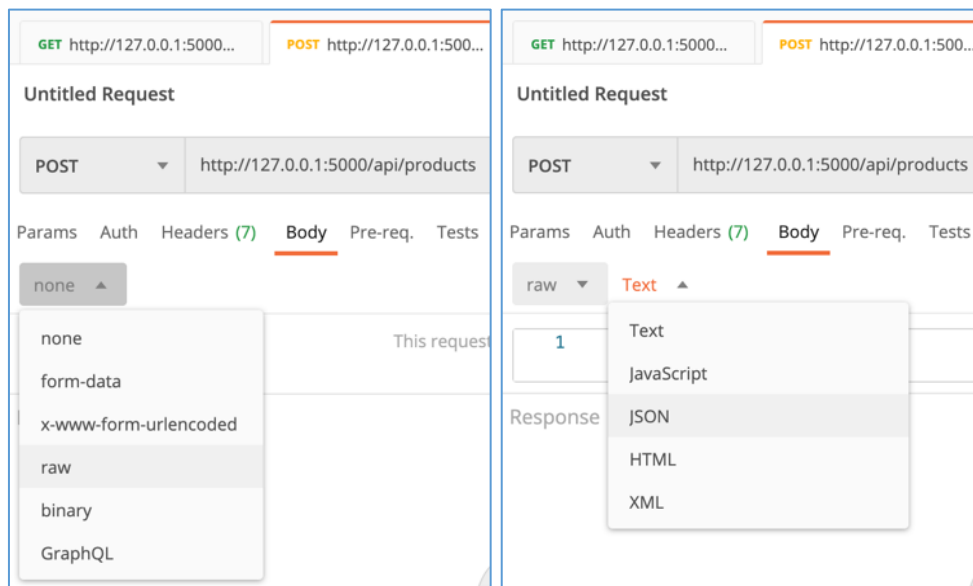 GET http://127.0.0.1:5000...
POST http://127.0.0.1:500...
Untitled Request
POST
http://127.0.0.1:5000/api/products
Params Auth Headers (7) Body Pre-req. Tests
none
none
This request
form-data
x-www-form-urlencoded
raw
binary
GraphQL
GET http://127.0.0.1:5000...
POST http://127.0.0.1:500...
Untitled Request
POST
http://127.0.0.1:5000/api/products
Params Auth Headers (7) Body Pre-req. Tests
raw Text
1
Text
JavaScript
JSON
Response
HTML
XML